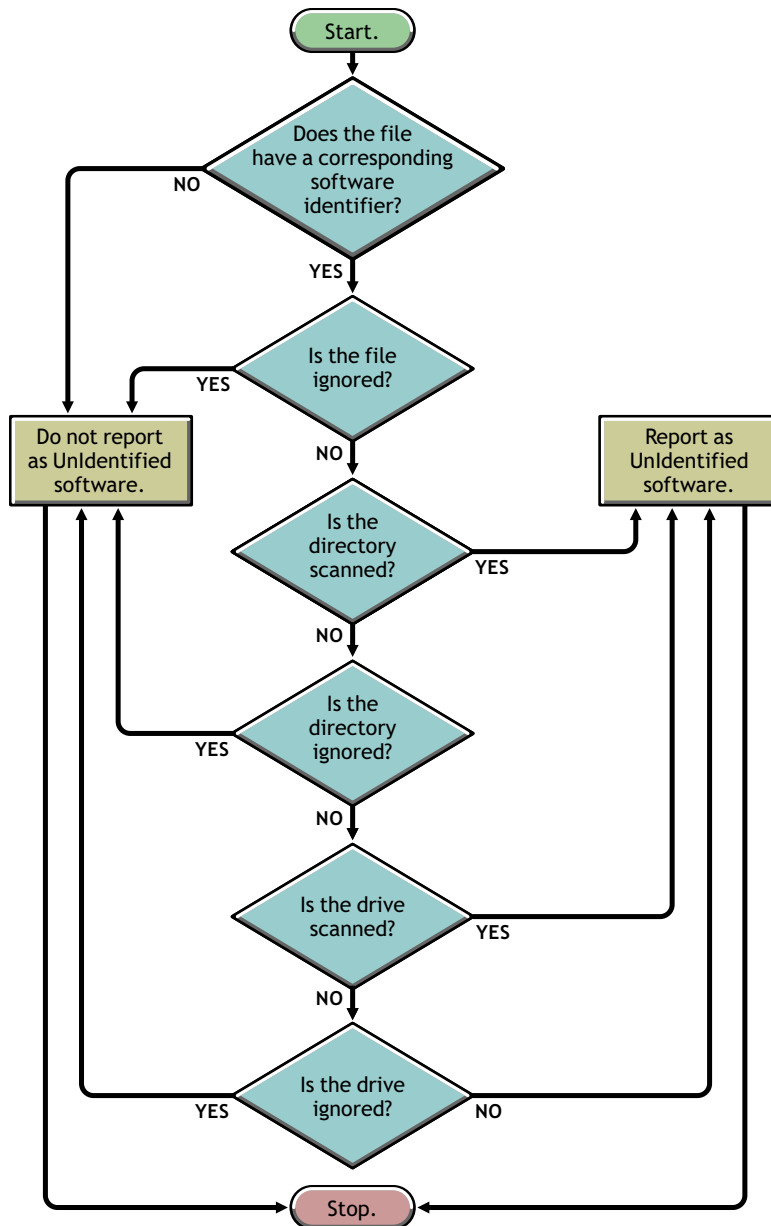 Start.
Does the file
have a corresponding
software
identifier?
NO
YES
Is the file
ignored?
YES
NO
Do not report
as UnIdentified
software.
Report as
UnIdentified
software.
Is the
directory
scanned?
YES
NO
Is the
directory
ignored?
YES
NO
Is the drive
scanned?
YES
NO
Is the drive
ignored?
YES
NO
Stop.